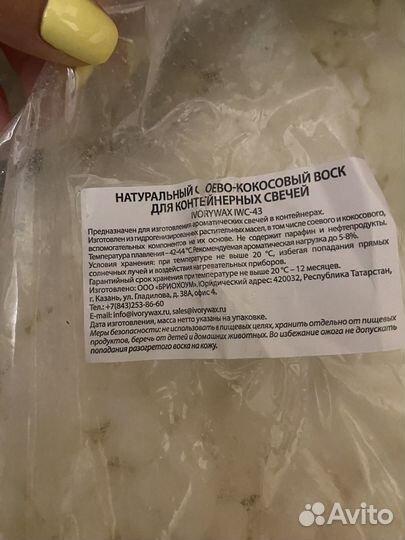 НАТУРАЛЬНЫЙ СОЕВО-КОКОСОВЫЙ ВОСК
ДЛЯ КОНТЕЙНЕРНЫХ СВЕЧЕЙ
IVORYWAX IWC-43
Предназначен для изготовления ароматических свечей в контейнерах.
Изготовлен из гидрогенизированных растительных масел, в том числе соевого и кокосового,
вспомогательных компонентов на их основе. Не содержит парафин и нефтепродукты.
Температура плавления – 42-44 °С. Рекомендуемая ароматическая нагрузка до 5-8%.
Условия хранения: при температуре не выше 20 °С, избегая попадания прямых
солнечных лучей и воздействия нагревательных приборов.
Гарантийный срок хранения при температуре не выше 20 °С – 12 месяцев.
Изготовлено: ООО «БРИОХОУМ». Юридический адрес: 420032, Республика Татарстан,
г. Казань, ул. Гладилова, д. 38А, офис 4,
Тел.: +7(843)253-86-60
E-mail: info@ivorywax.ru, sales@ivorywax.ru
Дата изготовления, масса нетто указаны на упаковке.
Меры безопасности: не использовать в пищевых целях, хранить отдельно от пищевых
продуктов, беречь от детей и домашних животных. Во избежание ожога не допускать
попадания разогретого воска на кожу.
Avito